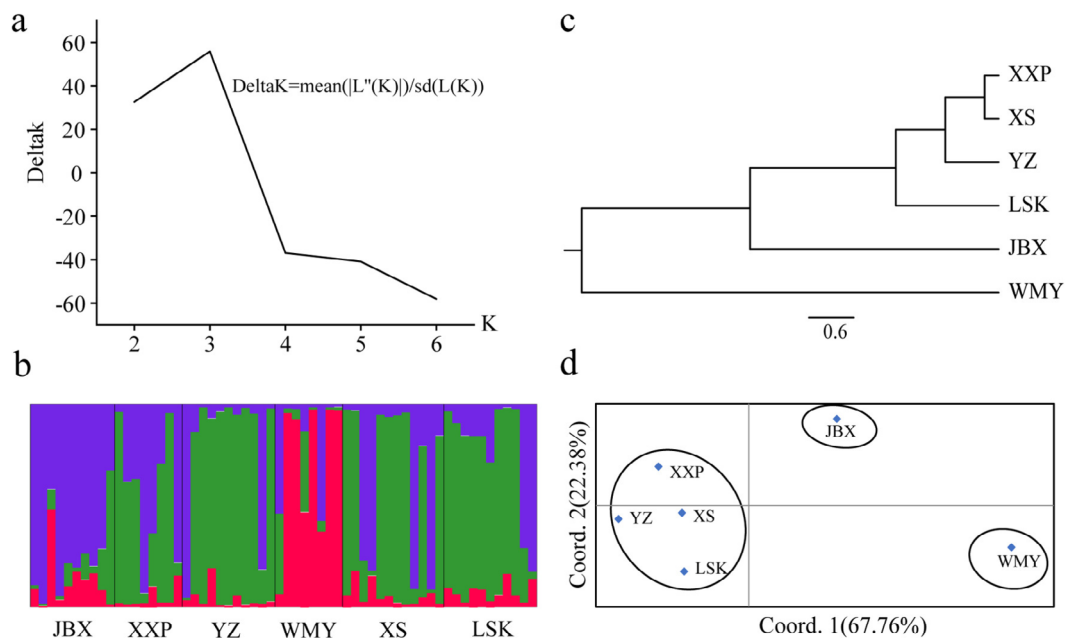 a
60
40
20
0
-20
-40
-60
Deltak
DeltaK=mean(|L"(K)|)/sd(L(K))
2 3 4 5 6
K
b
JBX XXP YZ WMY XS LSK
c
XXP
XS
YZ
LSK
JBX
WMY
0.6
d
Coord. 2(22.38%)
JBX
XXP
YZ XS
LSK
WMY
Coord. 1(67.76%)